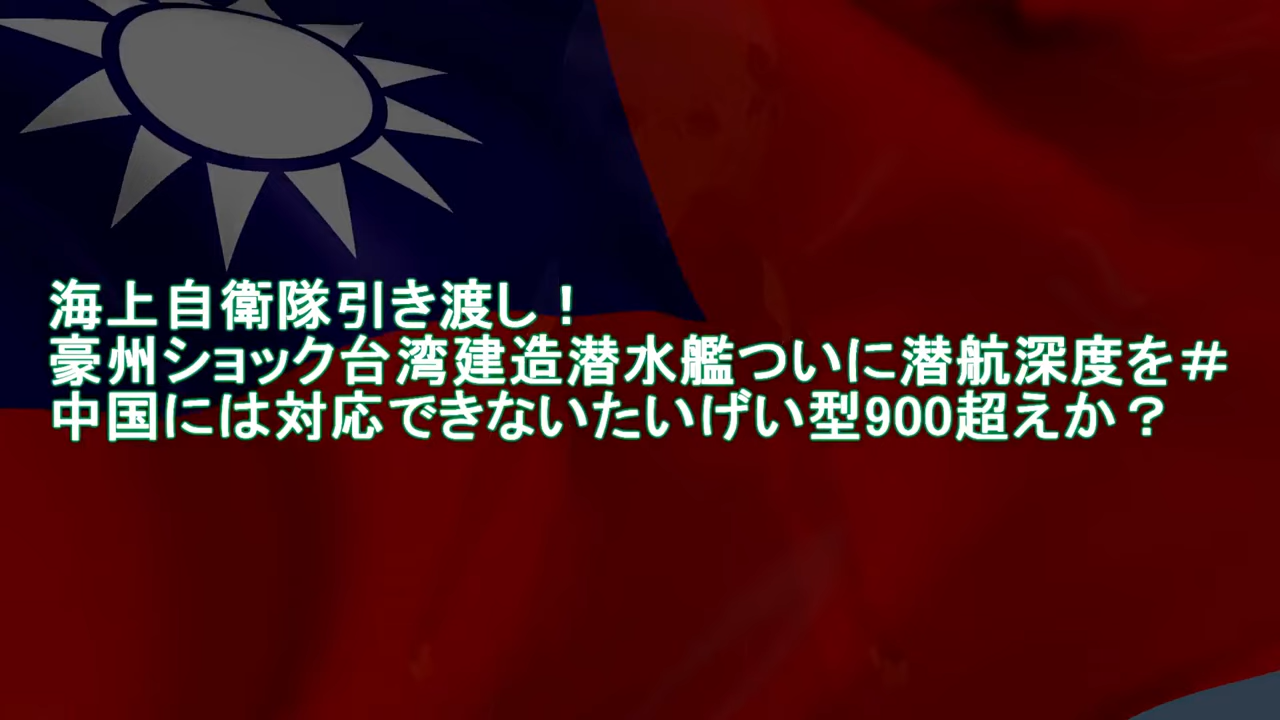 海上自衛隊引き渡し！
豪州ショック台湾建造潜水艦ついに潜航深度を＃
中国には対応できないたいげい型900超えか？